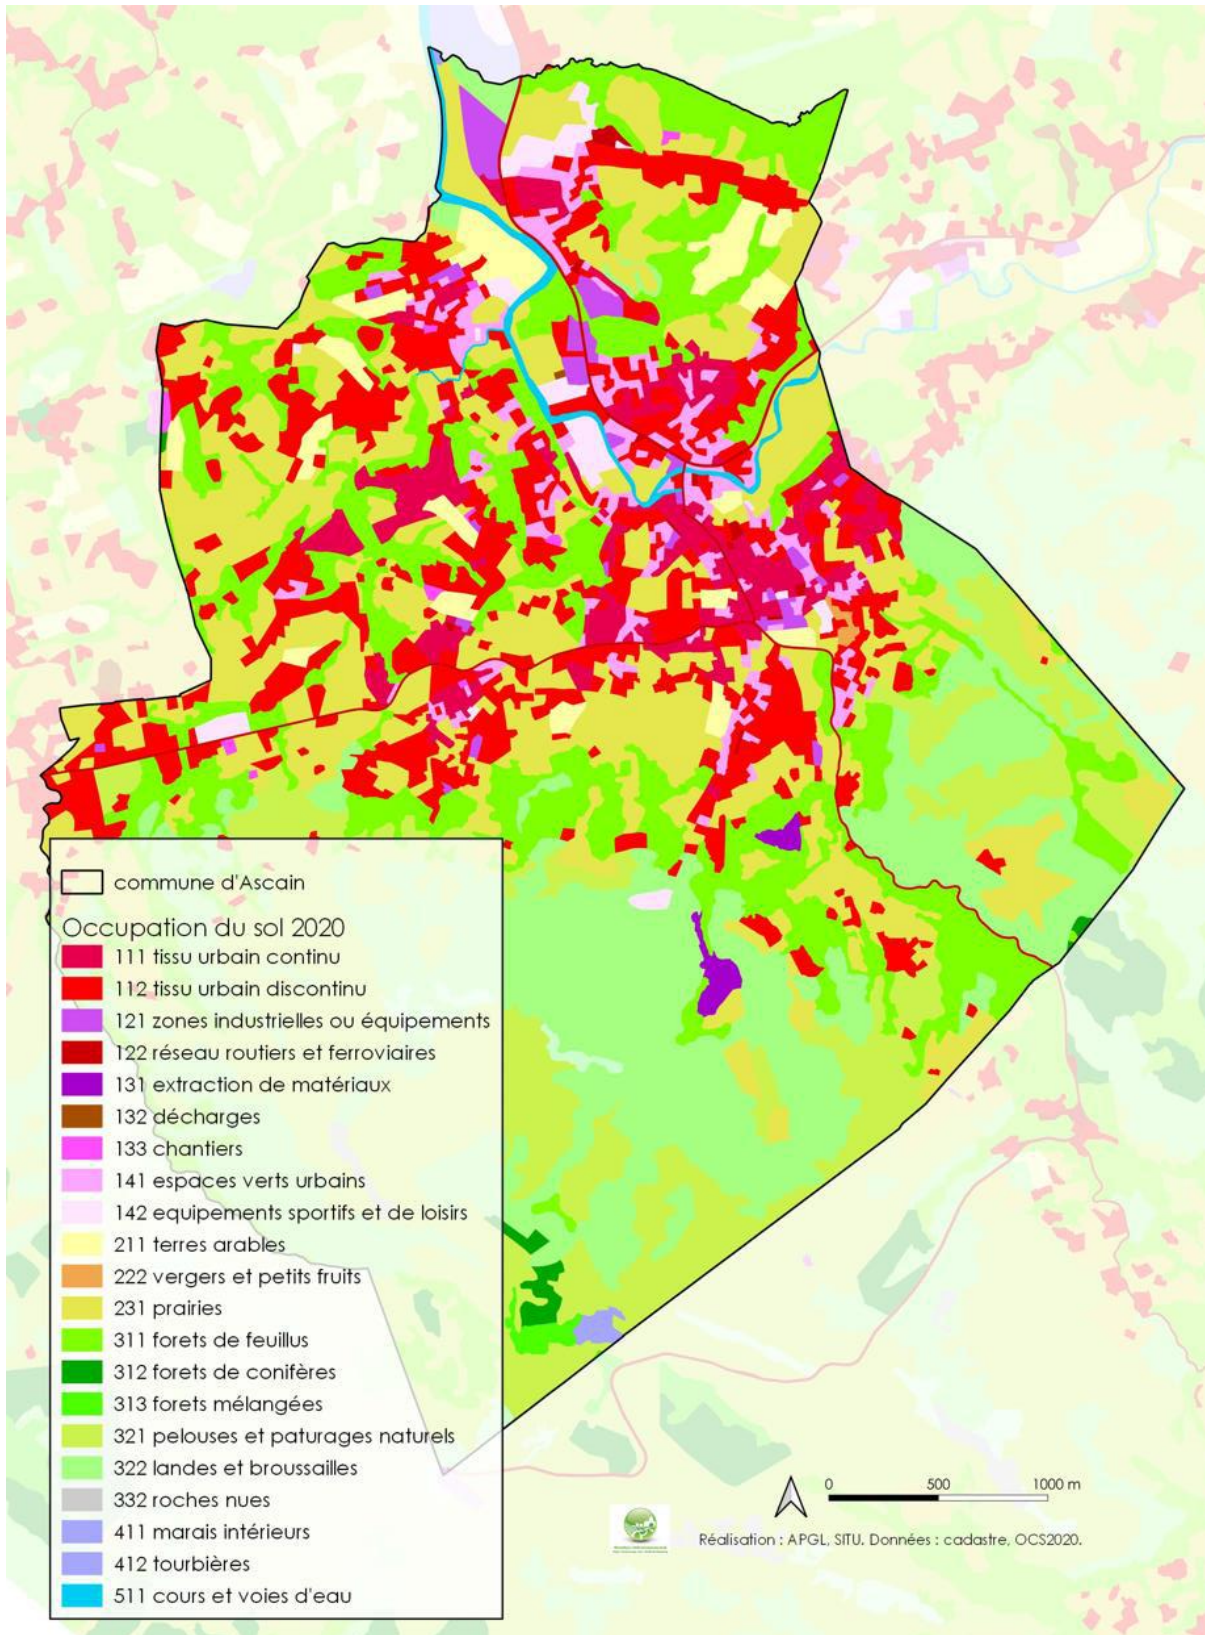 commune d'Ascain
Occupation du sol 2020
111 tissu urbain continu
112 tissu urbain discontinu
121 zones industrielles ou équipements
122 réseau routiers et ferroviaires
131 extraction de matériaux
132 décharges
133 chantiers
141 espaces verts urbains
142 equipements sportifs et de loisirs
211 terres arables
222 vergers et petits fruits
231 prairies
311 forets de feuillus
312 forets de conifères
313 forets mélangées
321 pelouses et paturages naturels
322 landes et broussailles
332 roches nues
411 marais intérieurs
412 tourbières
511 cours et voies d'eau
0 500 1000 m
Réalisation : APGL, SITU. Données : cadastre, OCS2020.